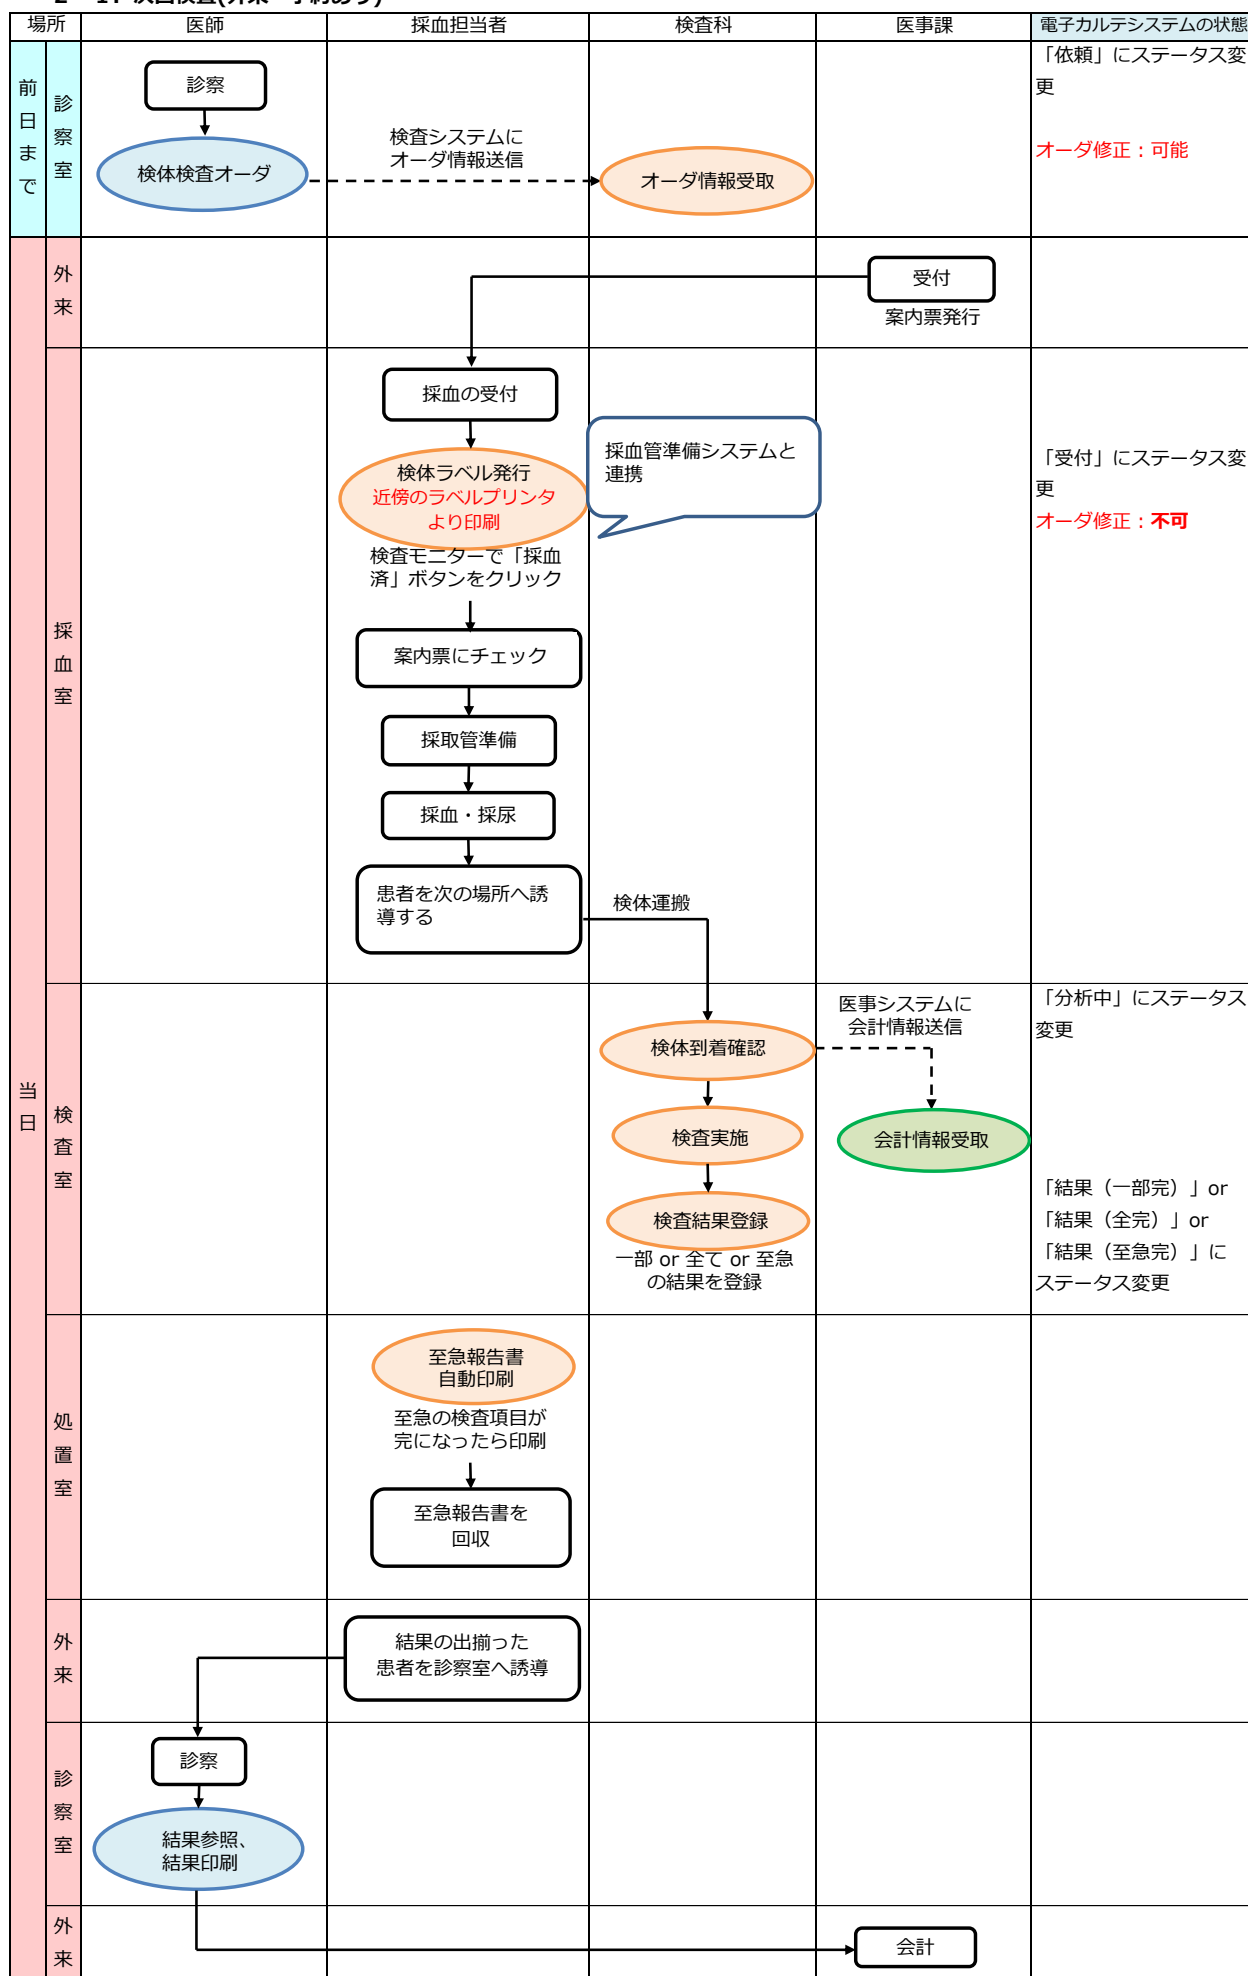 2－1．次回検査(外来　予約あり)
場所
医師
採血担当者
検査科
医事課
電子カルテシステムの状態
前日まで
診察室
診察
検体検査オーダ
検査システムに
オーダ情報送信
オーダ情報受取
「依頼」にステータス変
更
オーダ修正：可能
当日
外来
受付
案内票発行
採血室
採血の受付
検体ラベル発行
近傍のラベルプリンタ
より印刷
採血管準備システムと
連携
「受付」にステータス変
更
オーダ修正：不可
検査モニターで「採血
済」ボタンをクリック
案内票にチェック
採取管準備
採血・採尿
患者を次の場所へ誘
導する
検体運搬
検査室
検体到着確認
医事システムに
会計情報送信
「分析中」にステータス
変更
検査実施
会計情報受取
検査結果登録
一部 or 全て or 至急
の結果を登録
「結果（一部完）」or
「結果（全完）」or
「結果（至急完）」に
ステータス変更
処置室
至急報告書
自動印刷
至急の検査項目が
完になったら印刷
至急報告書を
回収
外来
結果の出揃った
患者を診察室へ誘導
診察室
診察
結果参照、
結果印刷
外来
会計